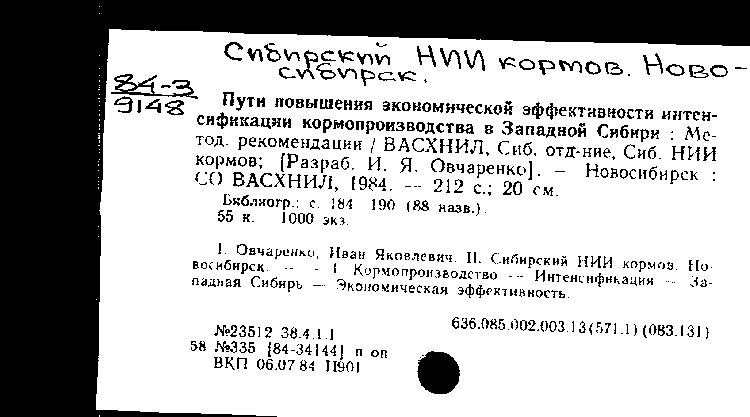 Сибирский НИИ кормов. Ново-
сибирск.
84-3
9148
Пути повышения экономической эффективности интен-
сификации кормопроизводства в Западной Сибири : Ме-
тод. рекомендации / ВАСХНИЛ, Сиб. отд-ние, Сиб. НИИ
кормов; [Разраб. И. Я. Овчаренко]. — Новосибирск :
СО ВАСХНИЛ, 1984. — 212 с.; 20 см.
Библиогр.: с. 184 190 (88 назв.).
55 к. 1000 экз.
I. Овчаренко, Иван Яковлевич. II. Сибирский НИИ кормов. Но-
восибирск. — - 1. Кормопроизводство — Интенсификация — За-
падная Сибирь — Экономическая эффективность.
636.085.002.003.13(571.1)(083.131)
№23512 38.4.1.1
58 №335 [84-34144] п оп
ВКП 06.07.84 П901